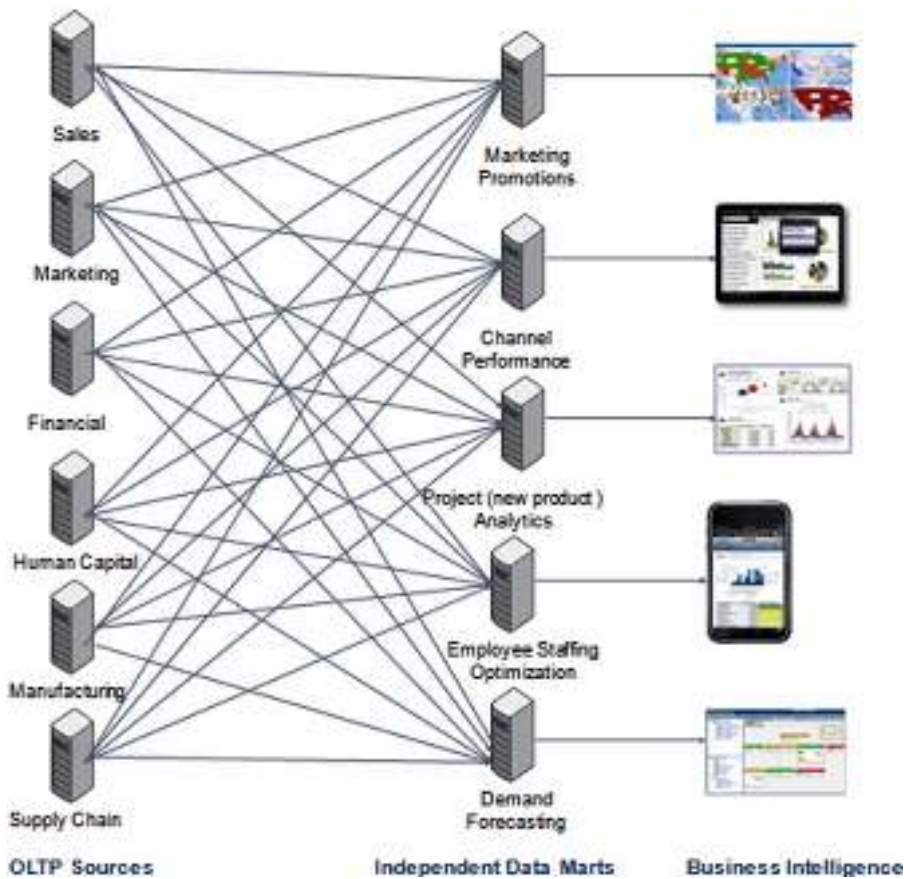 Sales
Marketing
Promotions
Marketing
Channel
Performance
Financial
Project (new product )
Analytics
Human Capital
Employee Staffing
Optimization
Manufacturing
Demand
Forecasting
Supply Chain
OLTP Sources
Independent Data Marts
Business Intelligence